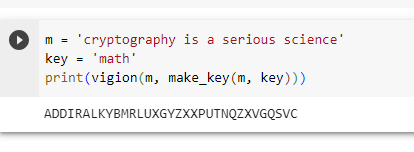 m = 'cryptography is a serious science'
key = 'math'
print(vigion(m, make_key(m, key)))
ADDIRALKYBMRLUXGYZXXPUTNQZXVGQSVC